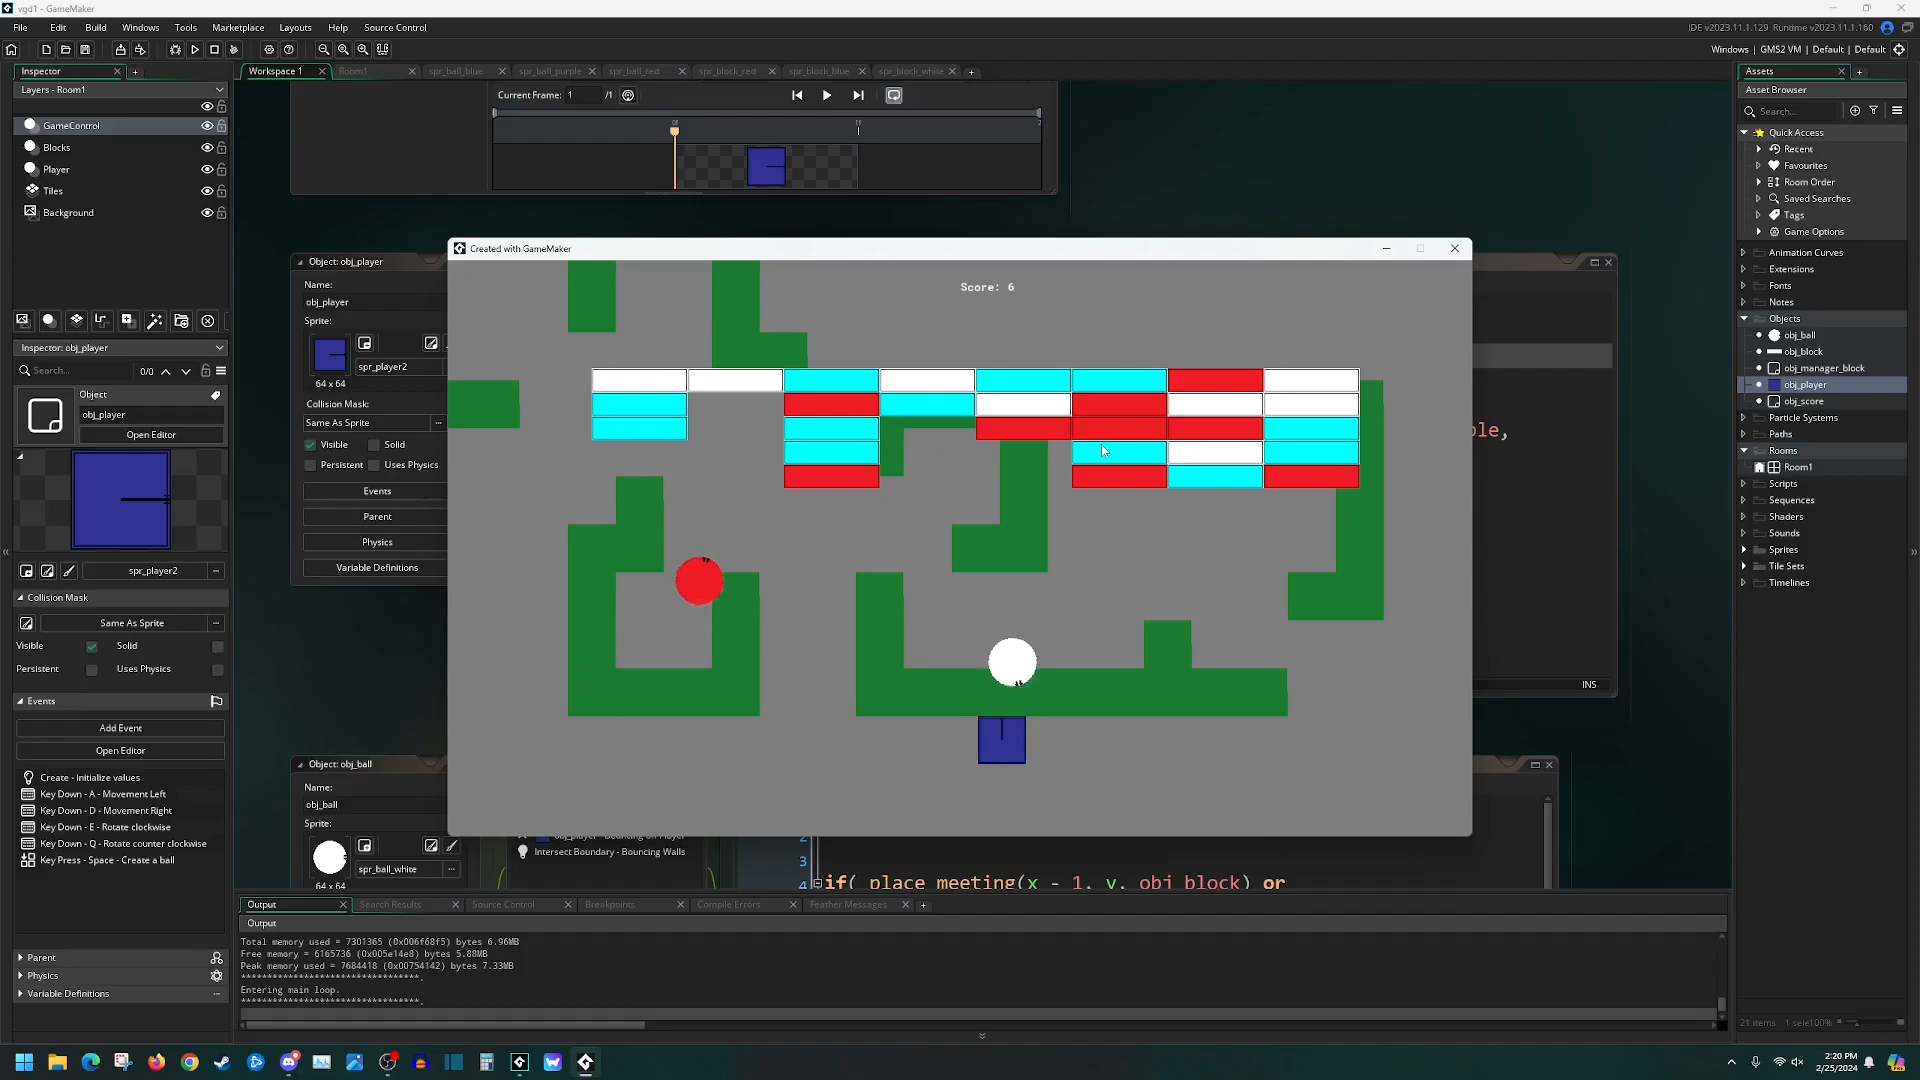 vgd1 - GameMaker
File Edit Build Windows Tools Marketplace Layouts Help Source Control
IDE v2023.11.1.129 Runtime v2023.11.1.160
Windows | GMS2 VM | Default | Default
Inspector
Workspace 1 Room1 spr_ball_blue spr_ball_purple spr_ball_red spr_block_red spr_block_blue spr_block_white
Assets
Layers - Room1
Asset Browser
Current Frame: 1 /1
Search...
GameControl
Blocks
Player
Tiles
Background
0f 1f 2
Quick Access
Recent
Favourites
Room Order
Saved Searches
Tags
Game Options
Animation Curves
Extensions
Fonts
Notes
Objects
obj_ball
obj_block
obj_manager_block
obj_player
obj_score
Particle Systems
Paths
Rooms
Room1
Scripts
Sequences
Shaders
Sounds
Sprites
Tile Sets
Timelines
21 items 1 sele100%
Created with GameMaker
Score: 6
Object: obj_player
Name:
obj_player
Sprite:
spr_player2
64 x 64
Collision Mask:
Same As Sprite
Visible Solid
Persistent Uses Physics
Events
Parent
Physics
Variable Definitions
Inspector: obj_player
Search... 0/0
Object
obj_player
Open Editor
spr_player2
Collision Mask
Same As Sprite
Visible Solid
Persistent Uses Physics
Events
Add Event
Open Editor
Create - Initialize values
Key Down - A - Movement Left
Key Down - D - Movement Right
Key Down - E - Rotate clockwise
Key Down - Q - Rotate counter clockwise
Key Press - Space - Create a ball
Parent
Physics
Variable Definitions
INS
Object: obj_ball
Name:
obj_ball
Sprite:
spr_ball_white
64 x 64
Intersect Boundary - Bouncing Walls
2
3
4
if( place_meeting(x - 1, y, obj_block) or
Output Search Results Source Control Breakpoints Compile Errors Feather Messages
Output
Total memory used = 7301365 (0x006f68f5) bytes 6.96MB
Free memory = 6165736 (0x005e14e8) bytes 5.88MB
Peak memory used = 7684418 (0x00754142) bytes 7.33MB
**********************************.
Entering main loop.
**********************************.
2:20 PM
2/25/2024